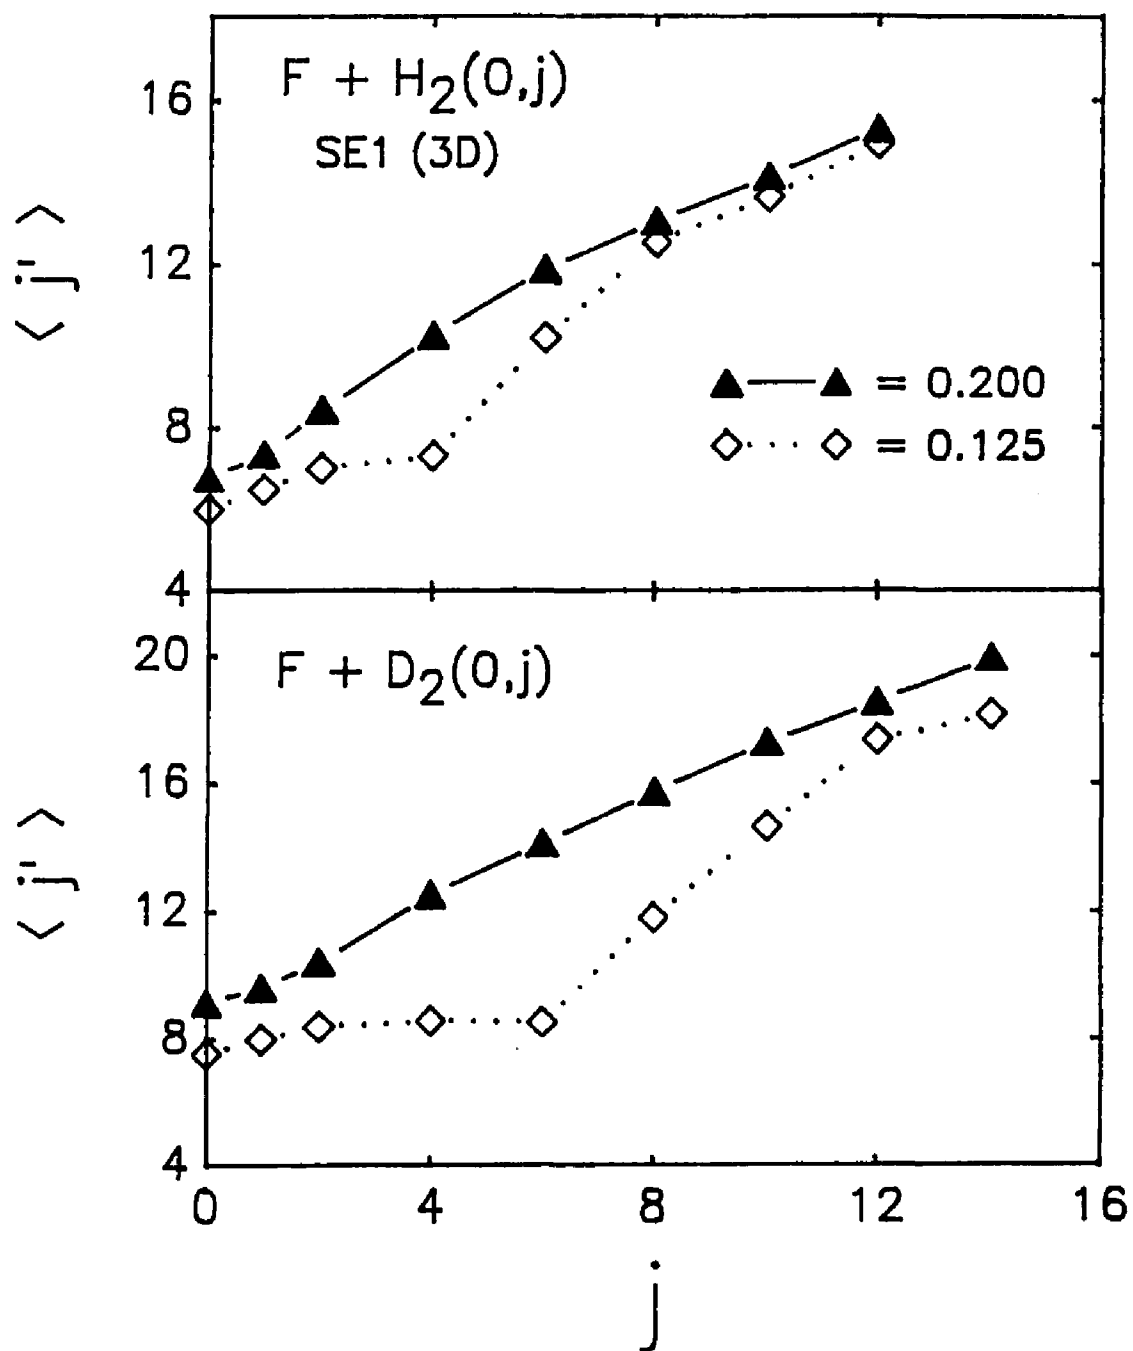 F + H2(0,j)
SE1 (3D)
16
12
8
4
< j' >
▲—▲ = 0.200
◇···◇ = 0.125
F + D2(0,j)
20
16
12
8
4
< j' >
0 4 8 12 16
j